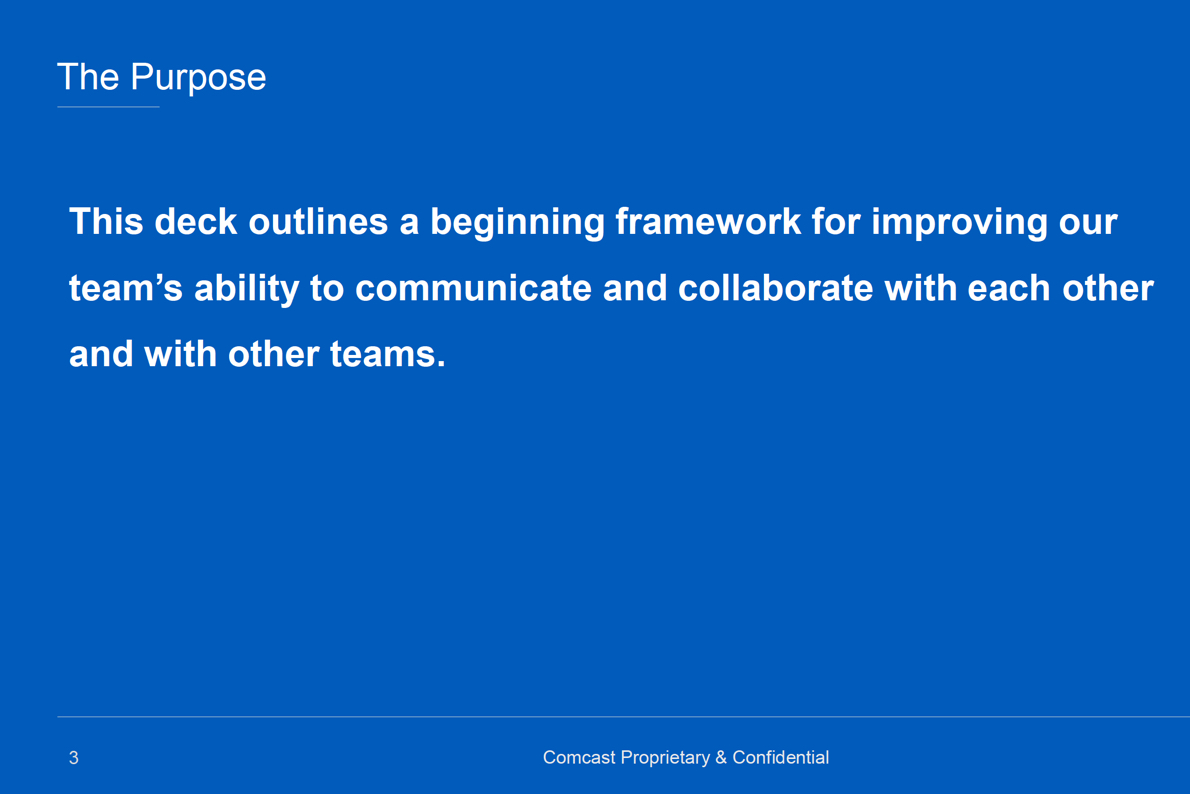 The Purpose
This deck outlines a beginning framework for improving our
team’s ability to communicate and collaborate with each other
and with other teams.
3
Comcast Proprietary & Confidential